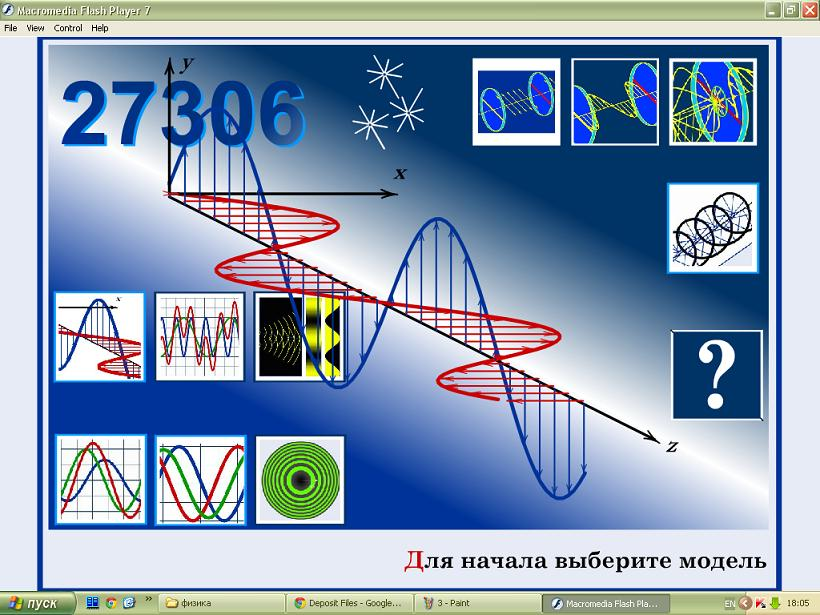 Macromedia Flash Player 7
File View Control Help
27306
y
x
x
z
?
Для начала выберите модель
пуск
»
физика
Deposit Files - Google...
3 - Paint
Macromedia Flash Pla...
EN
18:05